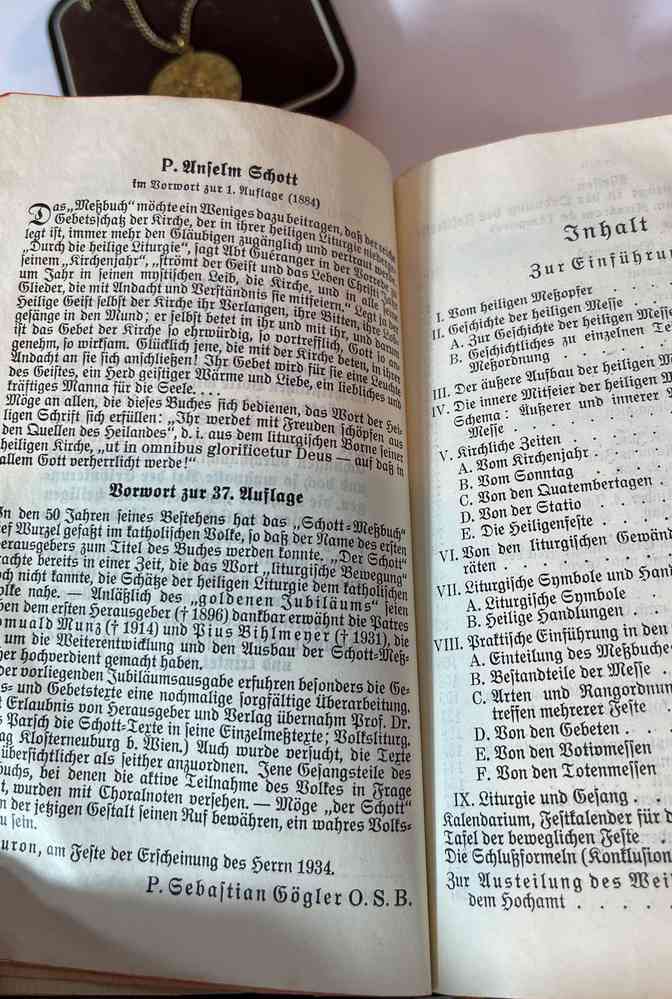 P. Anselm Schott
im Vorwort zur 1. Auflage (1884)
Das „Meßbuch“ möchte ein Weniges dazu beitragen, daß der reiche
Gebetsschatz der Kirche, der in ihrer heiligen Liturgie niederge-
legt ist, immer mehr den Gläubigen zugänglich und vertraut werde.
„Durch die heilige Liturgie“, sagt Abt Guéranger in der Vorrede zu
seinem „Kirchenjahr“, „strömt der Geist und das Leben Christi Jahr
um Jahr in seinen mystischen Leib, die Kirche, und in alle seine
Glieder, die mit Andacht und Verständnis sie mitfeiern.“ Legt ja der
Heilige Geist selbst der Kirche ihr Verlangen, ihre Bitten, ihre Lob-
gesänge in den Mund; er selbst betet in ihr und mit ihr, und darum
ist das Gebet der Kirche so ehrwürdig, so vortrefflich, Gott so an-
genehm, so wirksam. Glücklich jene, die mit der Kirche beten, in ihrer
Andacht an sie sich anschließen! Ihr Gebet wird für sie eine Leuchte
des Geistes, ein Herd geistiger Wärme und Liebe, ein liebliches und
kräftiges Manna für die Seele. . . .
Möge an allen, die dieses Buches sich bedienen, das Wort der Hei-
ligen Schrift sich erfüllen: „Ihr werdet mit Freuden schöpfen aus
den Quellen des Heilandes“, d. i. aus dem liturgischen Borne seiner
heiligen Kirche, „ut in omnibus glorificetur Deus — auf daß in
allem Gott verherrlicht werde!“
Vorwort zur 37. Auflage
In den 50 Jahren seines Bestehens hat das „Schott-Meßbuch“
ief Wurzel gefaßt im katholischen Volke, so daß der Name des ersten
erausgebers zum Titel des Buches werden konnte. „Der Schott“
rachte bereits in einer Zeit, die das Wort „liturgische Bewegung“
och nicht kannte, die Schätze der heiligen Liturgie dem katholischen
olke nahe. — Anläßlich des „goldenen Jubiläums“ seien
ben dem ersten Herausgeber († 1896) dankbar erwähnt die Patres
omuald Munz († 1914) und Pius Bihlmeyer († 1931), die
um die Weiterentwicklung und den Ausbau der Schott-Meß-
her hochverdient gemacht haben.
der vorliegenden Jubiläumsausgabe erfuhren besonders die Ge-
s- und Gebetstexte eine nochmalige sorgfältige Überarbeitung.
t Erlaubnis von Herausgeber und Verlag übernahm Prof. Dr.
s Parsch die Schott-Texte in seine Einzelmeßtexte; Volksliturg.
ag Klosterneuburg b. Wien.) Auch wurde versucht, die Texte
übersichtlicher als seither anzuordnen. Jene Gesangsteile des
buchs, bei denen die aktive Teilnahme des Volkes in Frage
t, wurden mit Choralnoten versehen. — Möge „der Schott“
n der jetzigen Gestalt seinen Ruf bewähren, ein wahres Volks-
u sein.
uron, am Feste der Erscheinung des Herrn 1934.
P. Sebastian Gögler O. S. B.
Inhalt
Zur Einführu
I. Vom heiligen Meßopfer . . .
II. Geschichte der heiligen Messe . .
A. Zur Geschichte der heiligen Messe
B. Geschichtliches zu einzelnen Te
Meßordnung . . . .
III. Der äußere Aufbau der heiligen M
IV. Die innere Mitfeier der heiligen M
Schema: Äußerer und innerer
Messe . . . . .
V. Kirchliche Zeiten . . . .
A. Vom Kirchenjahr . . .
B. Vom Sonntag . . . .
C. Von den Quatembertagen . .
D. Von der Statio . . . .
E. Die Heiligenfeste . . . .
VI. Von den liturgischen Gewänd
räten . . . . .
VII. Liturgische Symbole und Hand
A. Liturgische Symbole .
B. Heilige Handlungen . .
VIII. Praktische Einführung in den
A. Einteilung des Meßbuche
B. Bestandteile der Messe .
C. Arten und Rangordnu
treffen mehrerer Feste .
D. Von den Gebeten . .
E. Von den Votivmessen
F. Von den Totenmessen
IX. Liturgie und Gesang . .
Kalendarium, Festkalender für d
Tafel der beweglichen Feste .
Die Schlußformeln (Konklusion
Zur Austeilung des Wei
dem Hochamt . . . .